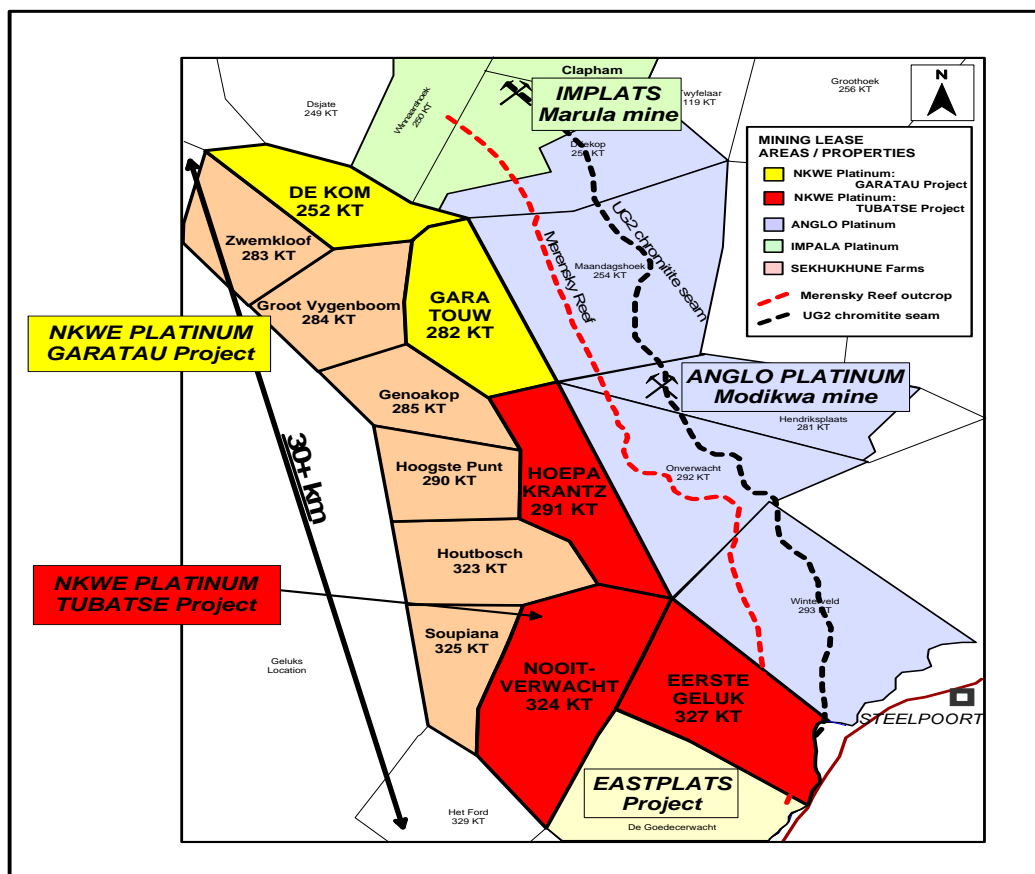 Clapham
IMPLATS
Marula mine
Dsjate
249 KT
Winnaarshoek
250 KT
wyfelaar
119 KT
Groothoek
256 KT
N
MINING LEASE
AREAS / PROPERTIES
NKWE Platinum:
GARATAU Project
NKWE Platinum:
TUBATSE Project
ANGLO Platinum
IMPALA Platinum
SEKHUKHUNE Farms
Merensky Reef outcrop
UG2 chromitite seam
DE KOM
252 KT
Zwemkloof
283 KT
Groot Vygenboom
284 KT
GARA
TOUW
282 KT
Merensky Reef
UG2 chromitite seam
Maandagshoek
254 KT
NKWE PLATINUM
GARATAU Project
Genoakop
285 KT
ANGLO PLATINUM
Modikwa mine
Hendriksplaats
281 KT
30+ km
Hoogste Punt
290 KT
HOEPA
KRANTZ
291 KT
Onverwacht
292 KT
Houtbosch
323 KT
NKWE PLATINUM
TUBATSE Project
Winterveld
293 KT
Soupiana
325 KT
Geluks
Location
NOOIT-
VERWACHT
324 KT
EERSTE
GELUK
327 KT
STEELPOORT
EASTPLATS
Project
Het Ford
329 KT
De Goedecerwacht